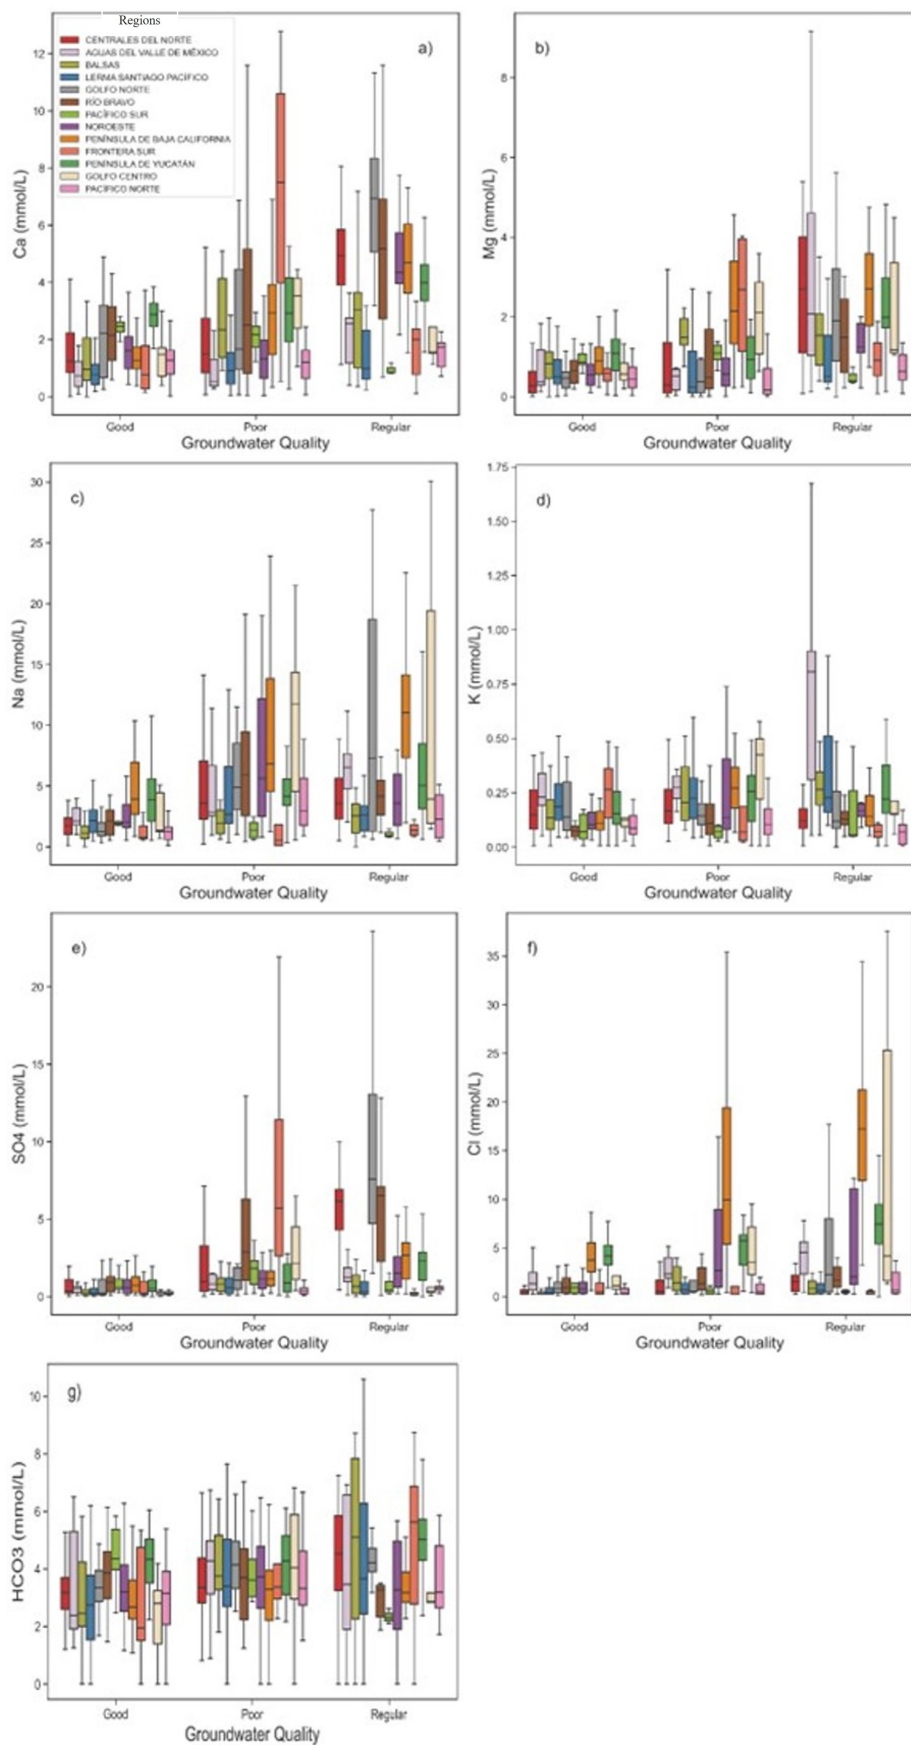 Regions
CENTRALES DEL NORTE
AGUAS DEL VALLE DE MÉXICO
BALSAS
LERMA SANTIAGO PACÍFICO
GOLFO NORTE
RÍO BRAVO
PACÍFICO SUR
NOROESTE
PENÍNSULA DE BAJA CALIFORNIA
FRONTERA SUR
PENÍNSULA DE YUCATÁN
GOLFO CENTRO
PACÍFICO NORTE
a)
12
10
8
6
4
2
0
Ca (mmol/L)
Good Poor Regular
Groundwater Quality
b)
8
6
4
2
0
Mg (mmol/L)
Good Poor Regular
Groundwater Quality
c)
30
25
20
15
10
5
0
Na (mmol/L)
Good Poor Regular
Groundwater Quality
d)
1.75
1.50
1.25
1.00
0.75
0.50
0.25
0.00
K (mmol/L)
Good Poor Regular
Groundwater Quality
e)
20
15
10
5
0
SO4 (mmol/L)
Good Poor Regular
Groundwater Quality
f)
35
30
25
20
15
10
5
0
Cl (mmol/L)
Good Poor Regular
Groundwater Quality
g)
10
8
6
4
2
0
HCO3 (mmol/L)
Good Poor Regular
Groundwater Quality